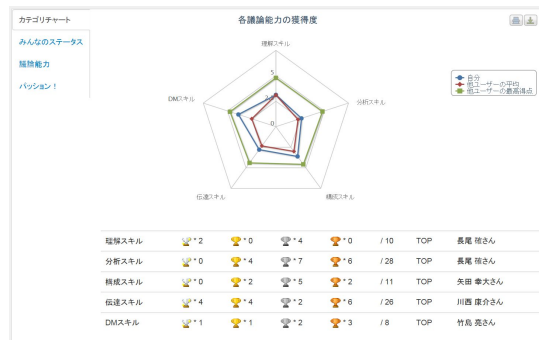 カテゴリチャート
みんなのステータス
議論能力
パッション！
各議論能力の獲得度
理解スキル
分析スキル
構成スキル
伝達スキル
DMスキル
5
0
自分
他ユーザーの平均
他ユーザーの最高得点
理解スキル * 2 * 0 * 4 * 0 / 10 TOP 長尾 確さん
分析スキル * 0 * 4 * 7 * 6 / 28 TOP 長尾 確さん
構成スキル * 0 * 2 * 5 * 2 / 11 TOP 矢田 幸大さん
伝達スキル * 4 * 4 * 2 * 6 / 26 TOP 川西 康介さん
DMスキル * 1 * 1 * 2 * 3 / 8 TOP 竹島 亮さん